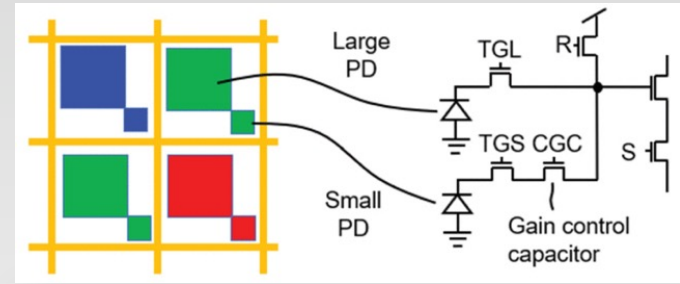 Large
PD
TGL
R
TGS CGC
S
Small
PD
Gain control
capacitor